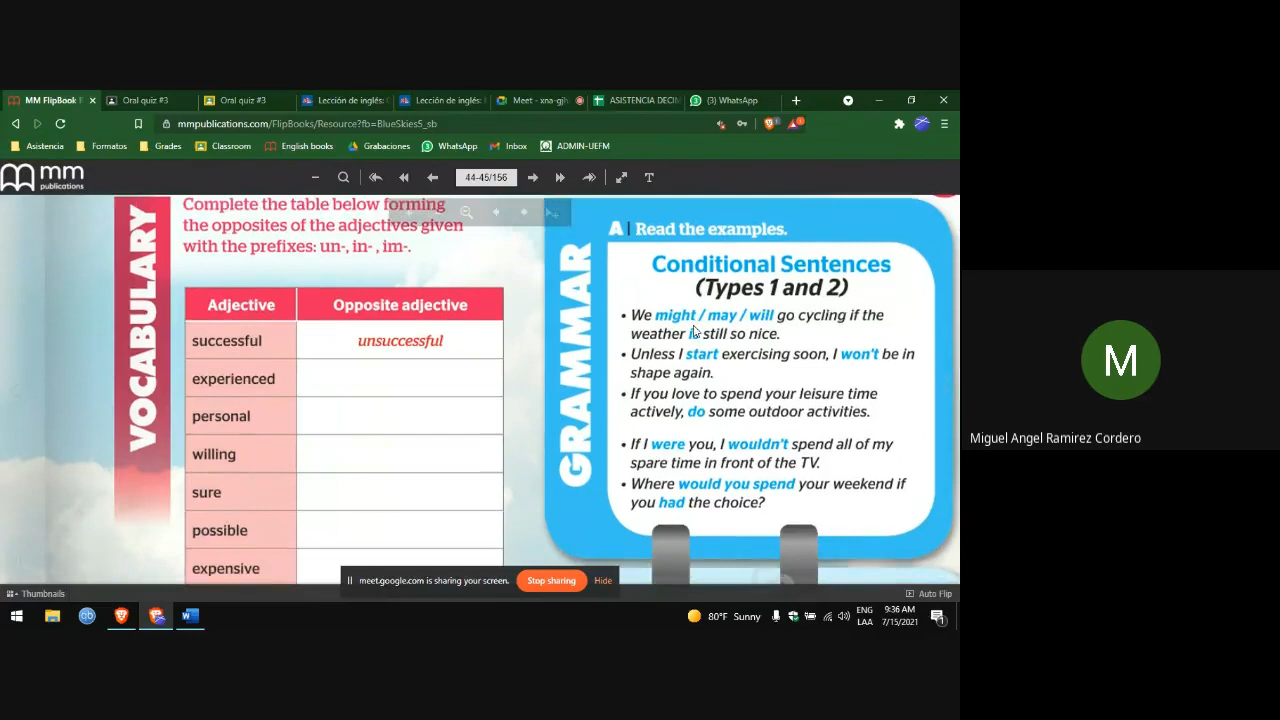 MM FlipBook
Oral quiz #3
Oral quiz #3
Lección de inglés:
Lección de inglés:
Meet - xna-gjh
ASISTENCIA DECIM
(3) WhatsApp
mmpublications.com/FlipBooks/Resource?fb=BlueSkies5_sb
Asistencia
Formatos
Grades
Classroom
English books
Grabaciones
WhatsApp
Inbox
ADMIN-UEFM
mm
publications
44-45/156
VOCABULARY
Complete the table below forming
the opposites of the adjectives given
with the prefixes: un-, in- , im-.
Adjective
Opposite adjective
successful
unsuccessful
experienced
personal
willing
sure
possible
expensive
GRAMMAR
A | Read the examples.
Conditional Sentences
(Types 1 and 2)
• We might / may / will go cycling if the
weather is still so nice.
• Unless I start exercising soon, I won't be in
shape again.
• If you love to spend your leisure time
actively, do some outdoor activities.
• If I were you, I wouldn't spend all of my
spare time in front of the TV.
• Where would you spend your weekend if
you had the choice?
meet.google.com is sharing your screen.
Stop sharing
Hide
Thumbnails
Auto Flip
80°F Sunny
ENG
LAA
9:36 AM
7/15/2021
M
Miguel Angel Ramirez Cordero